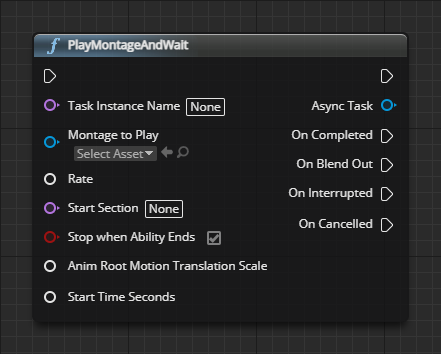 f PlayMontageAndWait
Task Instance Name None
Async Task
Montage to Play
Select Asset
On Completed
On Blend Out
Rate
On Interrupted
Start Section None
On Cancelled
Stop when Ability Ends
Anim Root Motion Translation Scale
Start Time Seconds